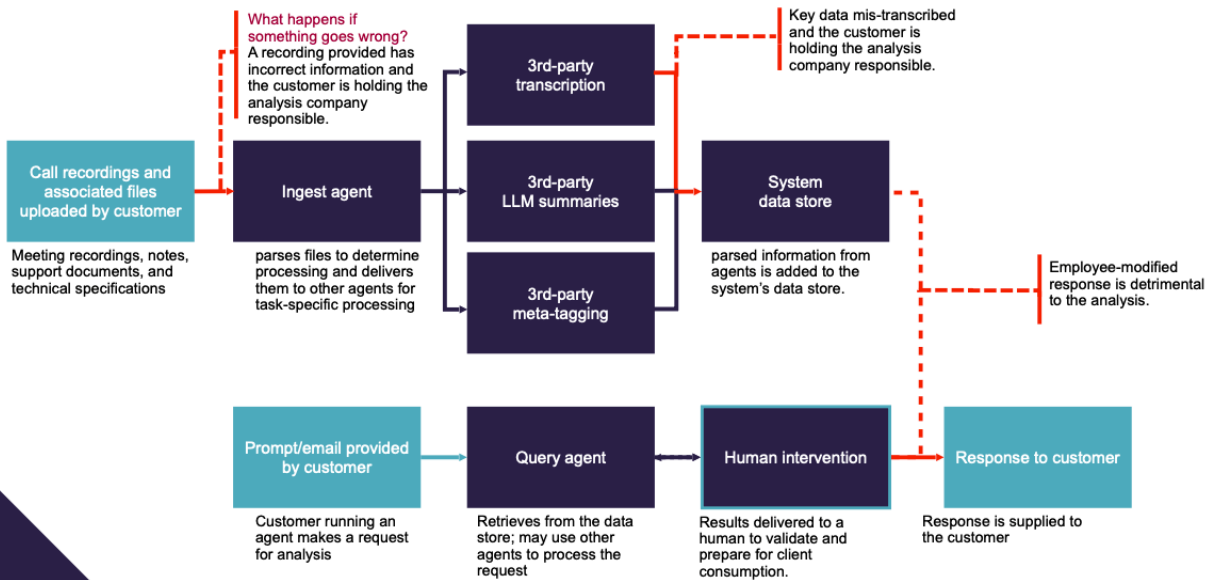 What happens if
something goes wrong?
A recording provided has
incorrect information and
the customer is holding the
analysis company
responsible.
3rd-party
transcription
Key data mis-transcribed
and the customer is
holding the analysis
company responsible.
Call recordings and
associated files
uploaded by customer
Ingest agent
3rd-party
LLM summaries
System
data store
Meeting recordings, notes,
support documents, and
technical specifications
parses files to determine
processing and delivers
them to other agents for
task-specific processing
3rd-party
meta-tagging
parsed information from
agents is added to the
system's data store.
Employee-modified
response is detrimental
to the analysis.
Prompt/email provided
by customer
Query agent
Human intervention
Response to customer
Customer running an
agent makes a request
for analysis
Retrieves from the data
store; may use other
agents to process the
request
Results delivered to a
human to validate and
prepare for client
consumption.
Response is supplied to
the customer